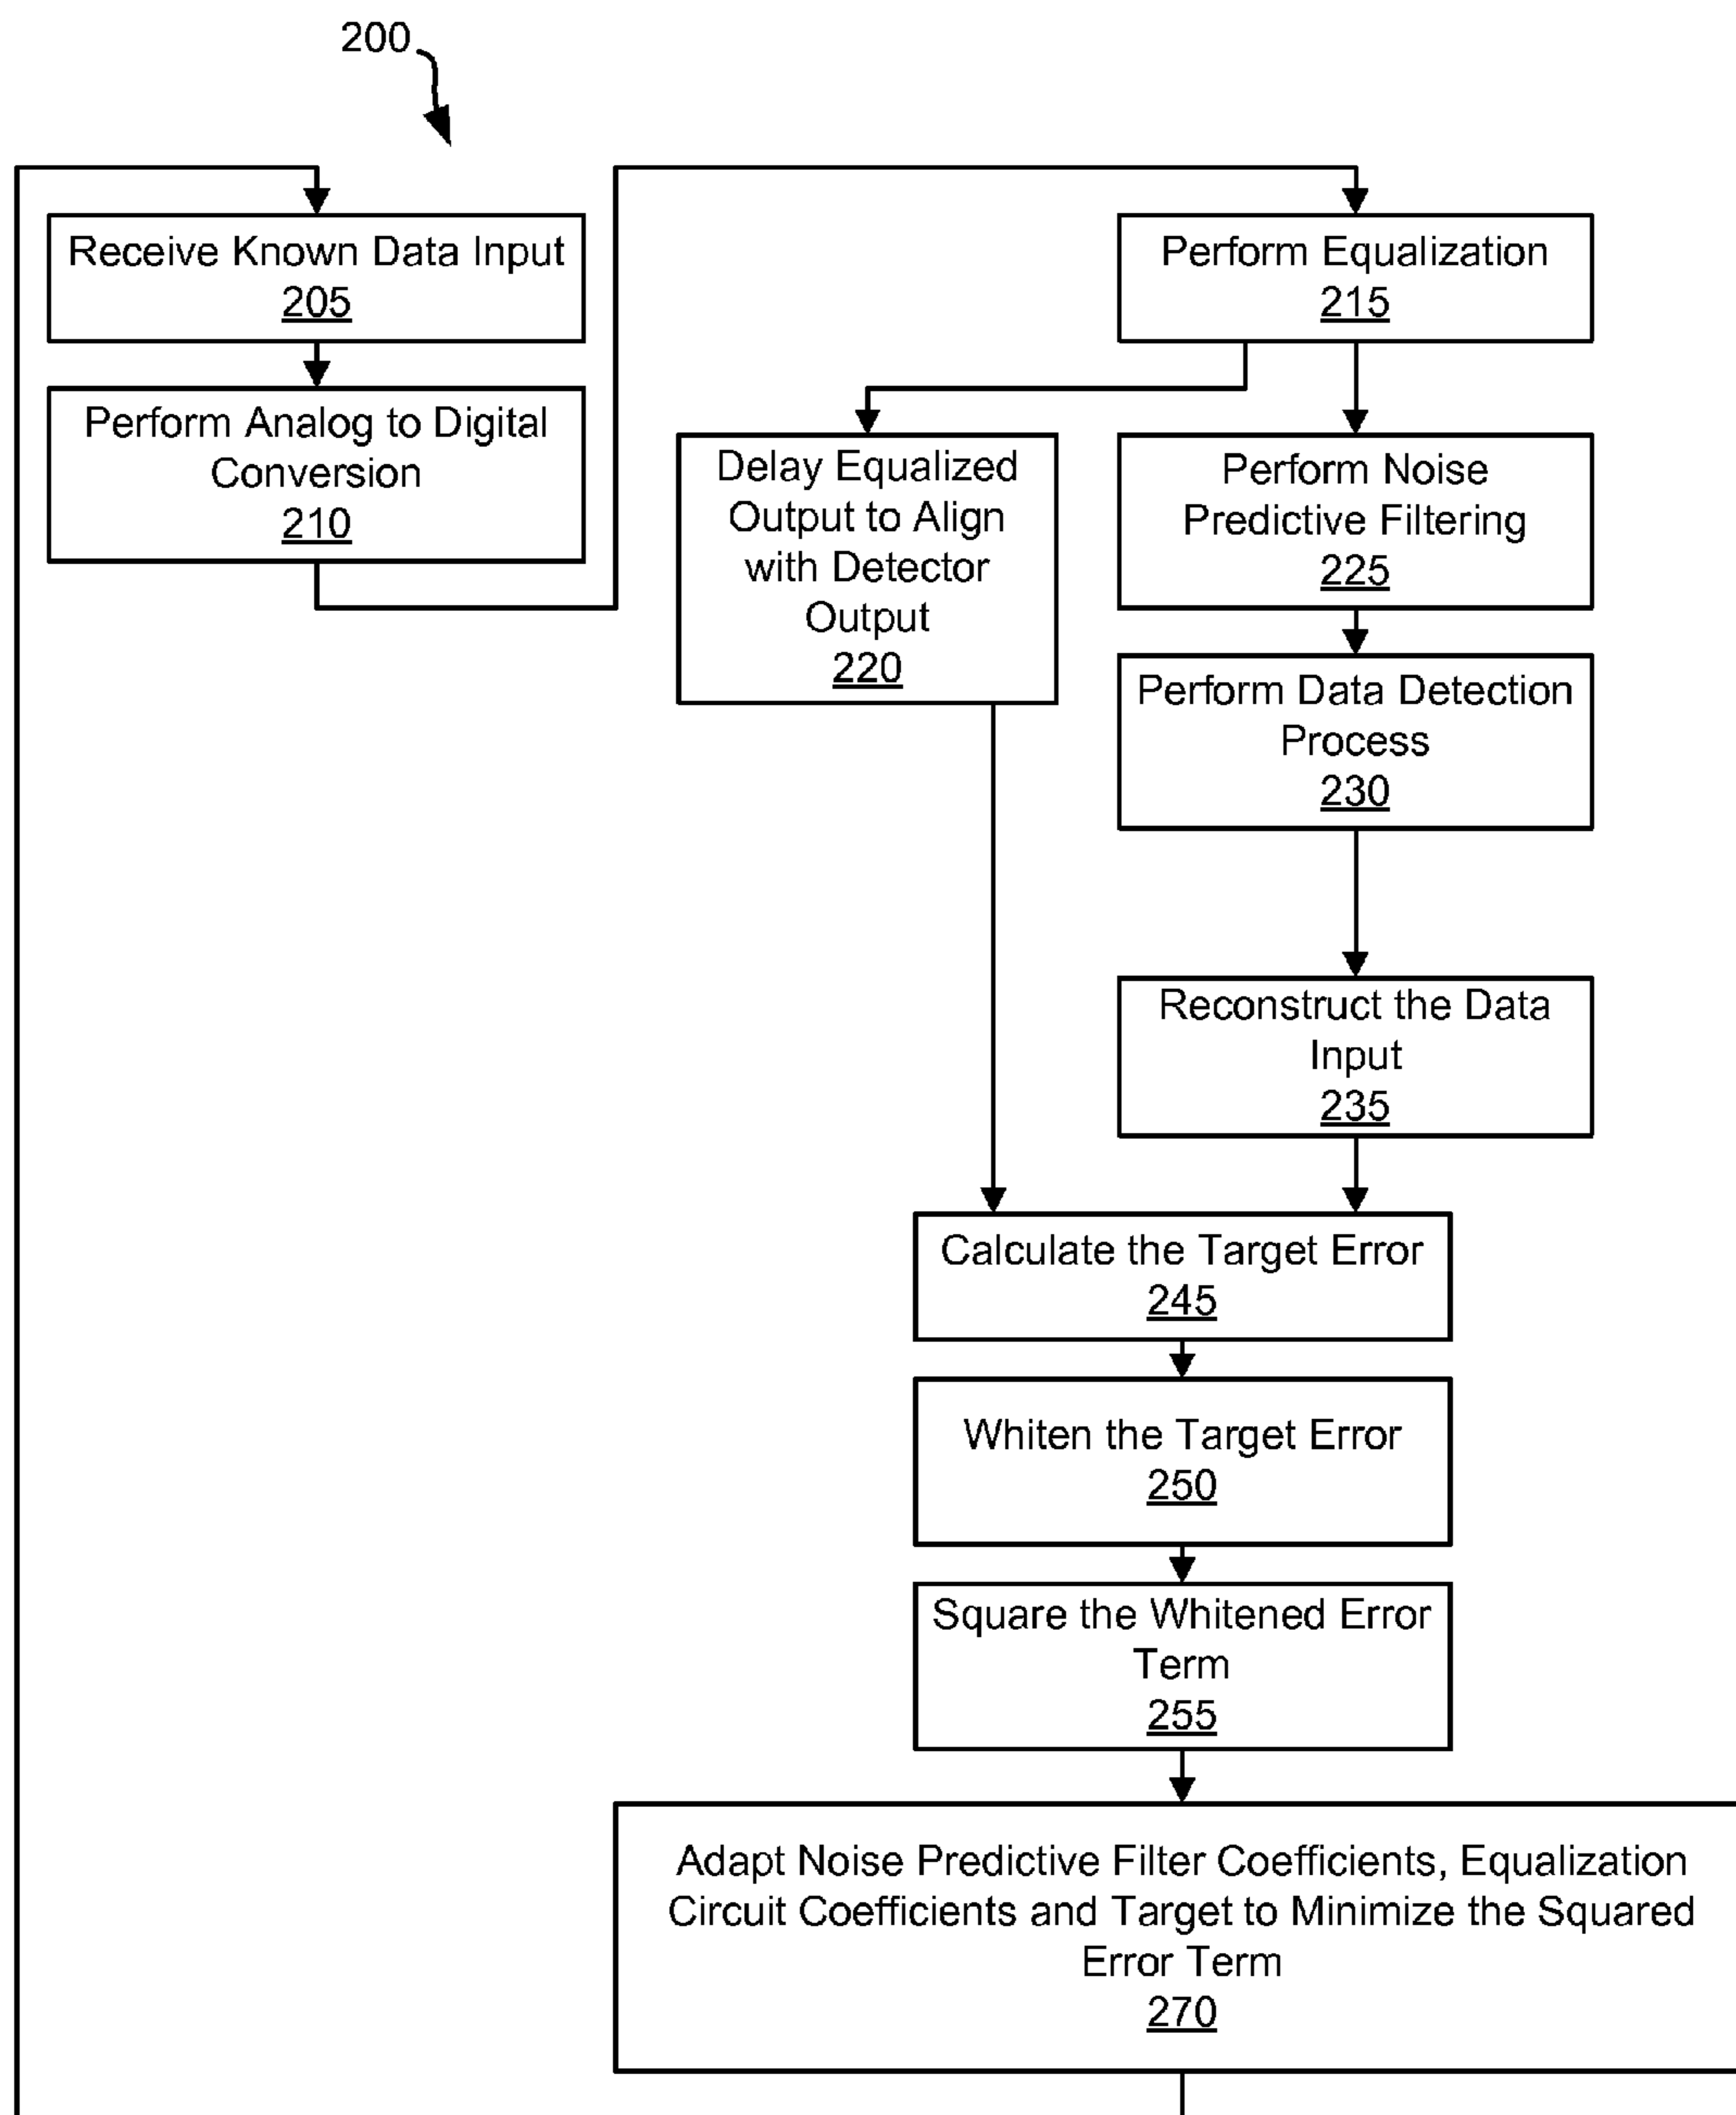 200
Receive Known Data Input
205
Perform Analog to Digital
Conversion
210
Perform Equalization
215
Delay Equalized
Output to Align
with Detector
Output
220
Perform Noise
Predictive Filtering
225
Perform Data Detection
Process
230
Reconstruct the Data
Input
235
Calculate the Target Error
245
Whiten the Target Error
250
Square the Whitened Error
Term
255
Adapt Noise Predictive Filter Coefficients, Equalization
Circuit Coefficients and Target to Minimize the Squared
Error Term
270